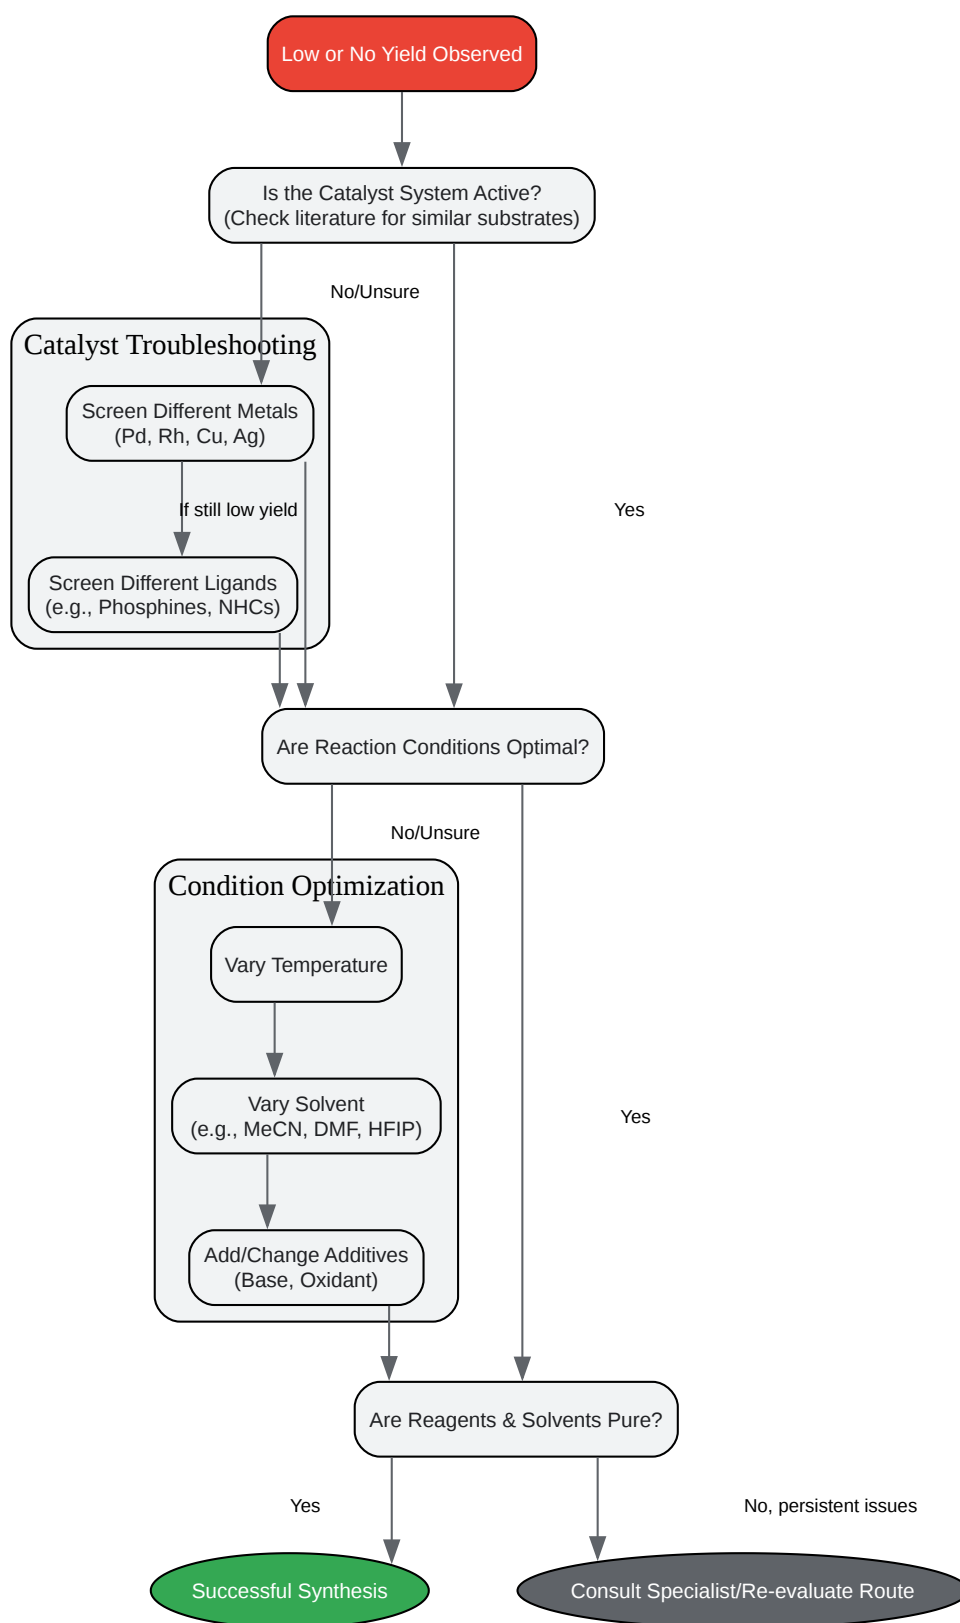 Low or No Yield Observed
Is the Catalyst System Active?
(Check literature for similar substrates)
No/Unsure
Catalyst Troubleshooting
Screen Different Metals
(Pd, Rh, Cu, Ag)
If still low yield
Yes
Screen Different Ligands
(e.g., Phosphines, NHCs)
Are Reaction Conditions Optimal?
No/Unsure
Condition Optimization
Vary Temperature
Vary Solvent
(e.g., MeCN, DMF, HFIP)
Yes
Add/Change Additives
(Base, Oxidant)
Are Reagents & Solvents Pure?
Yes
No, persistent issues
Successful Synthesis
Consult Specialist/Re-evaluate Route